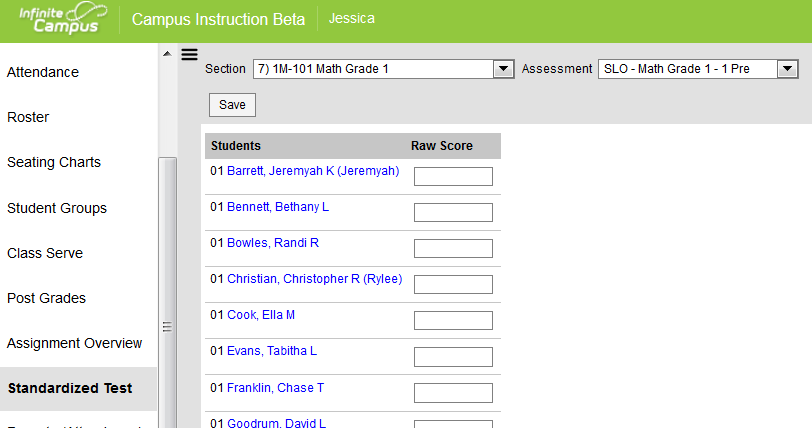 Infinite
Campus
Campus Instruction Beta
Jessica
Attendance
Roster
Seating Charts
Student Groups
Class Serve
Post Grades
Assignment Overview
Standardized Test
Section 7) 1M-101 Math Grade 1 Assessment SLO - Math Grade 1 - 1 Pre
Save
Students Raw Score
01 Barrett, Jeremyah K (Jeremyah)
01 Bennett, Bethany L
01 Bowles, Randi R
01 Christian, Christopher R (Rylee)
01 Cook, Ella M
01 Evans, Tabitha L
01 Franklin, Chase T
01 Goodrum, David L